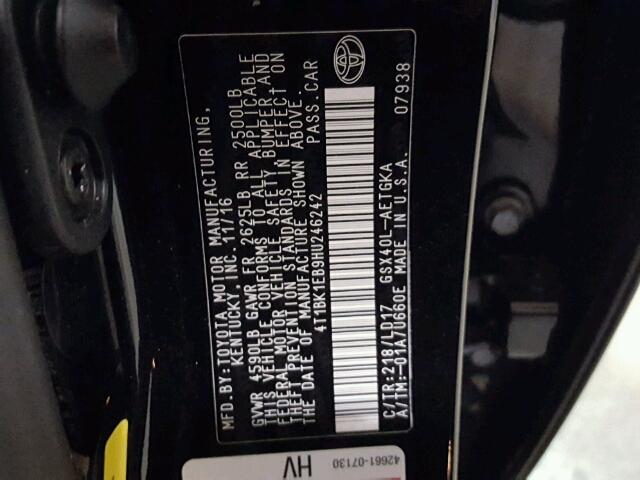 MFD.BY:TOYOTA MOTOR MANUFACTURING,
KENTUCKY, INC. 11/16
GVWR 4590LB GAWR FR 2625LB RR 2500LB
THIS VEHICLE CONFORMS TO ALL APPLICABLE
FEDERAL MOTOR VEHICLE SAFETY, BUMPER AND
THEFT PREVENTION STANDARDS IN EFFECT ON
THE DATE OF MANUFACTURE SHOWN ABOVE.
4T1BK1EB9HU246242 PASS.CAR
C/TR:218/LD17 GSX40L-AETGKA
A/TM:-01A/U660E MADE IN U.S.A. 07938
42661-07130
HV